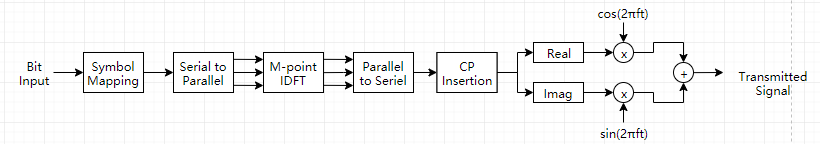 cos(2πft)
Bit
Input
Symbol
Mapping
Serial to
Parallel
M-point
IDFT
Parallel
to Seriel
CP
Insertion
Real
x
Imag
x
+
Transmitted
Signal
sin(2πft)